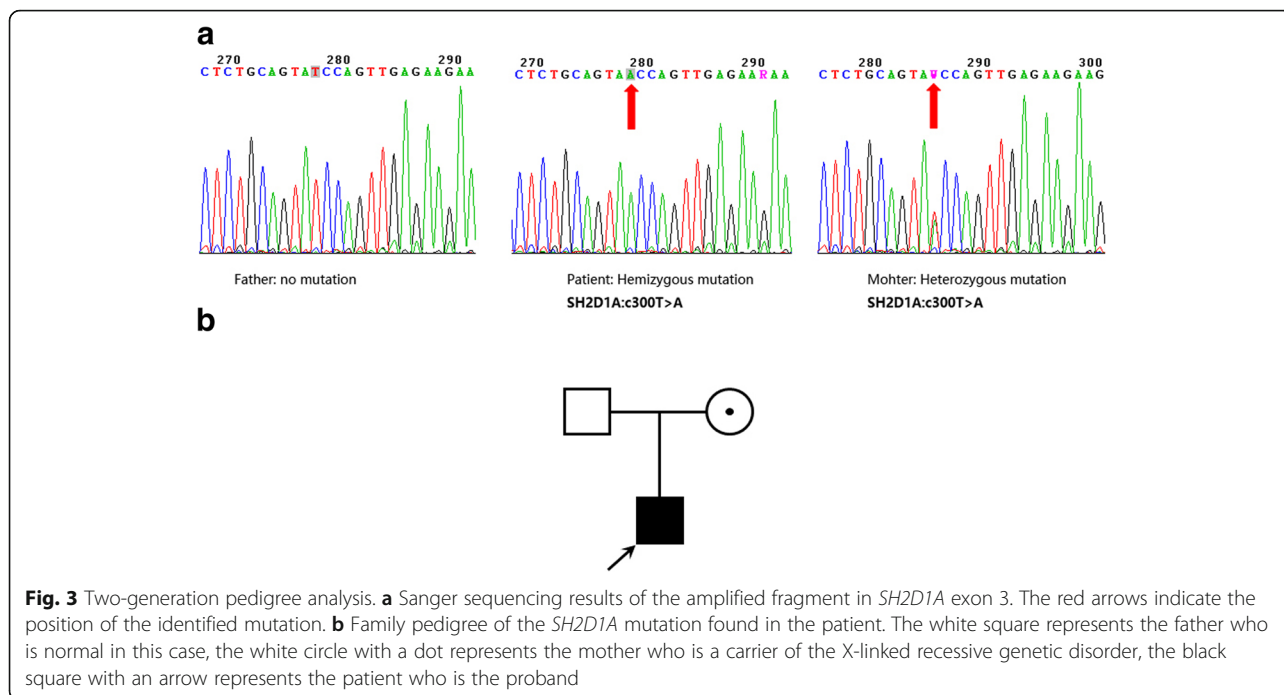 a
270 280 290
CTCTGCAGTATCCAGTTGAGAAGAA
270 280 290
CTCTGCAGTAACCAGTTGAGAARAA
280 290 300
CTCTGCAGTAWCCAGTTGAGAAGAAG
Father: no mutation
Patient: Hemizygous mutation
SH2D1A:c300T>A
Mohter: Heterozygous mutation
SH2D1A:c300T>A
b
Fig. 3 Two-generation pedigree analysis. a Sanger sequencing results of the amplified fragment in SH2D1A exon 3. The red arrows indicate the
position of the identified mutation. b Family pedigree of the SH2D1A mutation found in the patient. The white square represents the father who
is normal in this case, the white circle with a dot represents the mother who is a carrier of the X-linked recessive genetic disorder, the black
square with an arrow represents the patient who is the proband